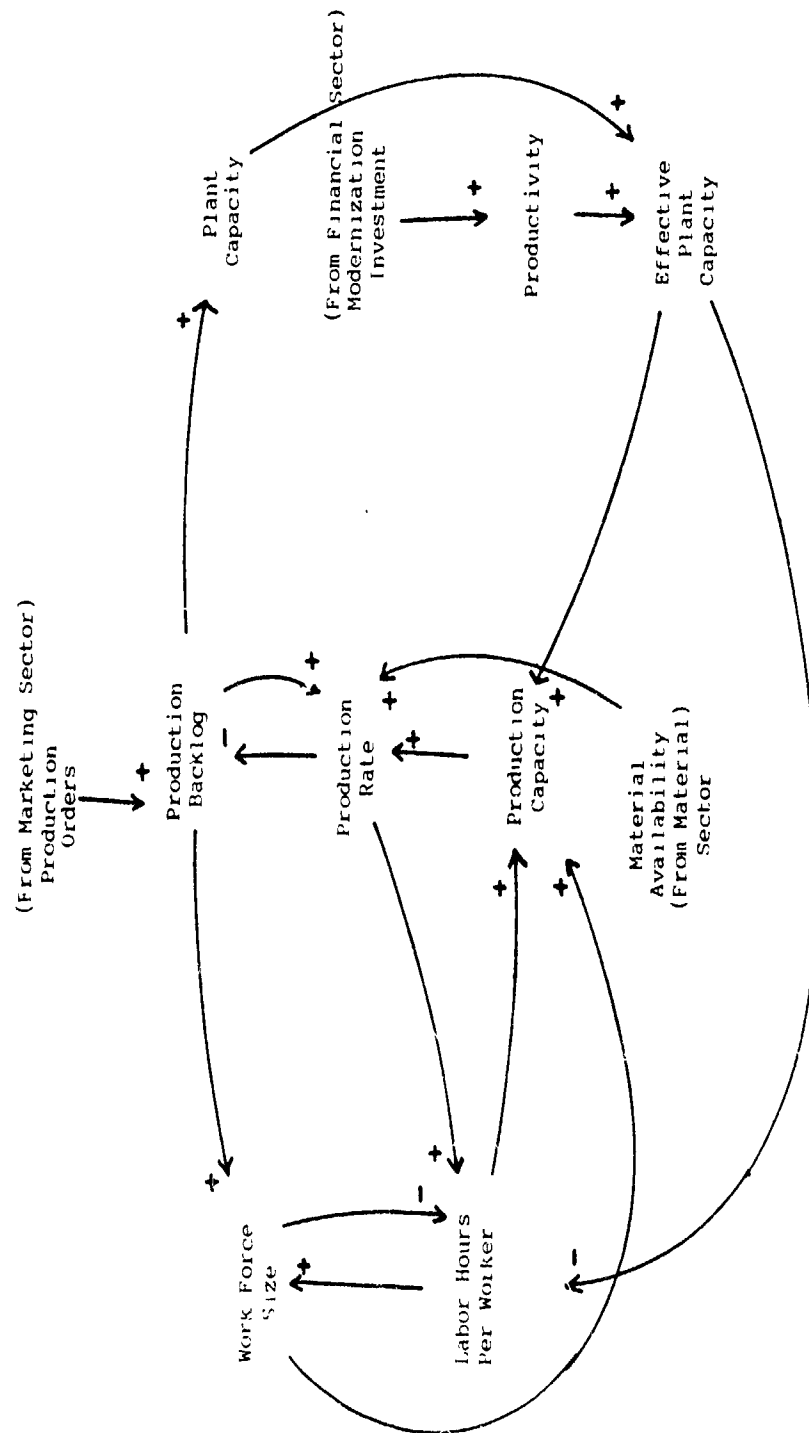 (From Marketing Sector)
Production
Orders
+
Production
Backlog
+
+
-
+
Plant
Capacity
(From Financial Sector)
Modernization
Investment
+
Productivity
+
+
Effective
Plant
Capacity
Work Force
Size
+
-
Labor Hours
Per Worker
+
-
Production
Rate
+
+
Production
Capacity
+
+
+
Material
Availability
(From Material)
Sector